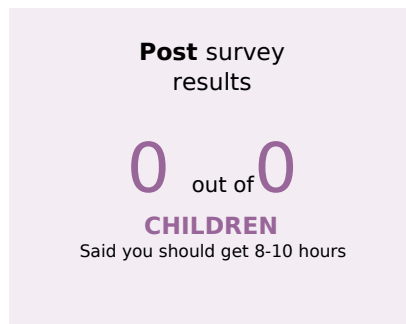 Post survey
results
0 out of 0
CHILDREN
Said you should get 8-10 hours